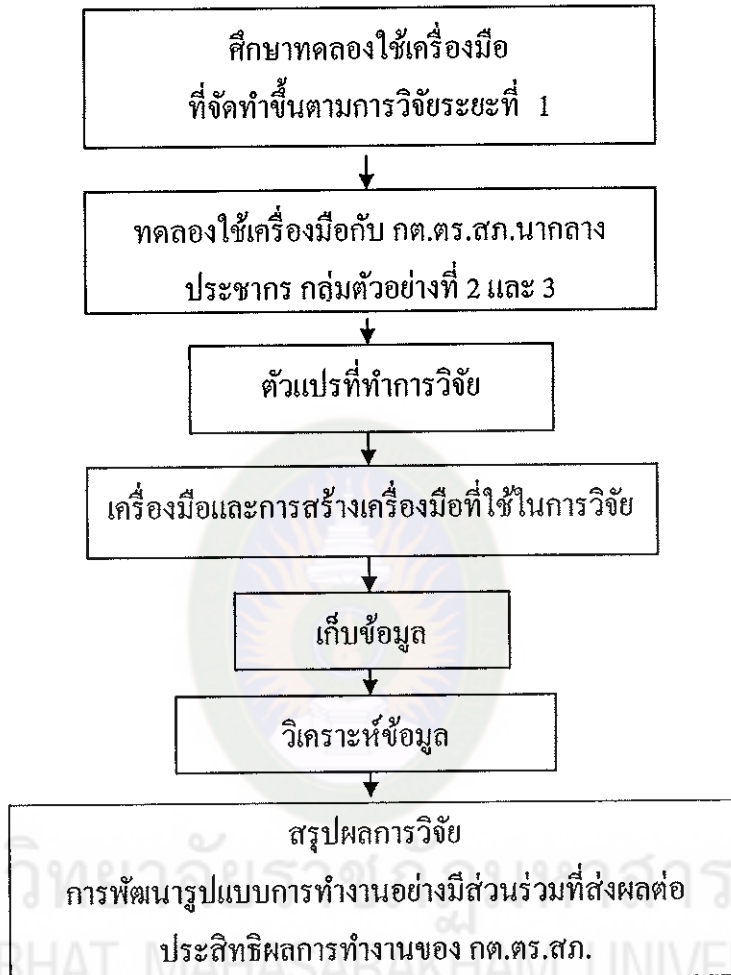 ศึกษาทดลองใช้เครื่องมือ
ที่จัดทำขึ้นตามการวิจัยระยะที่ 1
ทดลองใช้เครื่องมือกับ กต.ตร.สภ.นากลาง
ประชากร กลุ่มตัวอย่างที่ 2 และ 3
ตัวแปรที่ทำการวิจัย
เครื่องมือและการสร้างเครื่องมือที่ใช้ในการวิจัย
เก็บข้อมูล
วิเคราะห์ข้อมูล
สรุปผลการวิจัย
การพัฒนารูปแบบการทำงานอย่างมีส่วนร่วมที่ส่งผลต่อ
ประสิทธิผลการทำงานของ กต.ตร.สภ.